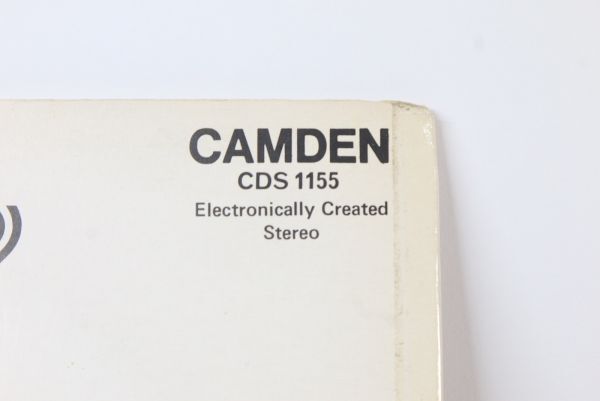 CAMDEN
CDS 1155
Electronically Created
Stereo